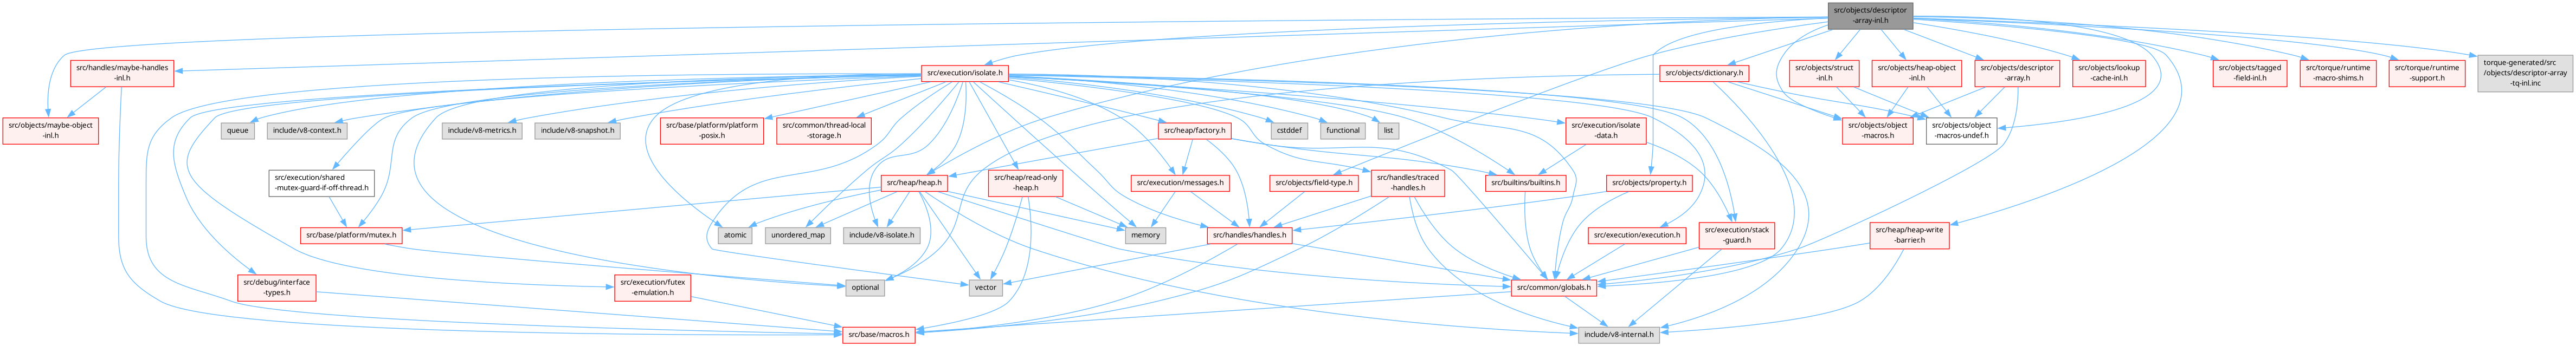 src/objects/descriptor
-array-inl.h
src/handles/maybe-handles
-inl.h
src/execution/isolate.h
src/objects/dictionary.h
src/objects/struct
-inl.h
src/objects/heap-object
-inl.h
src/objects/descriptor
-array.h
src/objects/lookup
-cache-inl.h
src/objects/tagged
-field-inl.h
src/torque/runtime
-macro-shims.h
src/torque/runtime
-support.h
torque-generated/src
/objects/descriptor-array
-tq-inl.inc
src/objects/maybe-object
-inl.h
queue
include/v8-context.h
include/v8-metrics.h
include/v8-snapshot.h
src/base/platform/platform
-posix.h
src/common/thread-local
-storage.h
src/heap/factory.h
cstddef
functional
list
src/execution/isolate
-data.h
src/objects/object
-macros.h
src/objects/object
-macros-undef.h
src/execution/shared
-mutex-guard-if-off-thread.h
src/heap/heap.h
src/heap/read-only
-heap.h
src/execution/messages.h
src/objects/field-type.h
src/handles/traced
-handles.h
src/builtins/builtins.h
src/objects/property.h
src/base/platform/mutex.h
atomic
unordered_map
include/v8-isolate.h
memory
src/handles/handles.h
src/execution/execution.h
src/execution/stack
-guard.h
src/heap/heap-write
-barrier.h
src/debug/interface
-types.h
src/execution/futex
-emulation.h
optional
vector
src/common/globals.h
src/base/macros.h
include/v8-internal.h